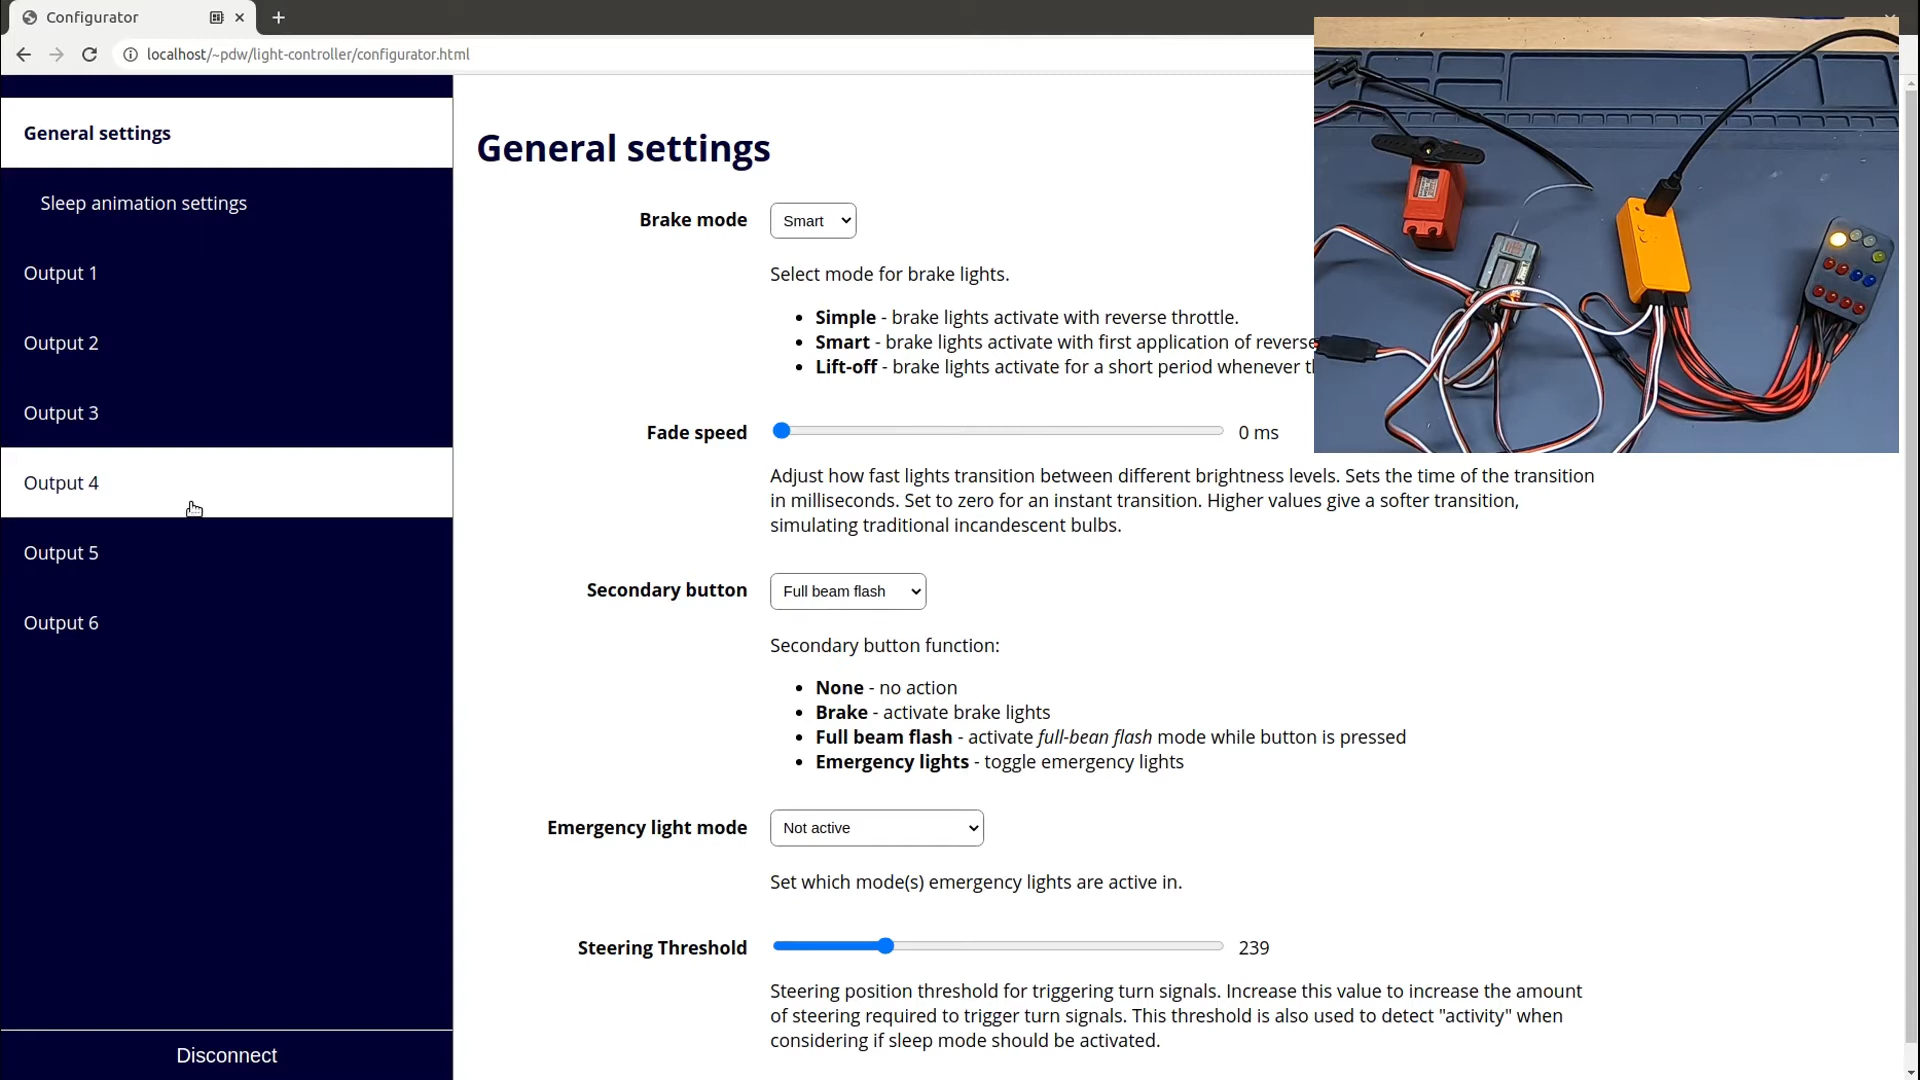 Configurator
localhost/~pdw/light-controller/configurator.html
General settings
Sleep animation settings
Output 1
Output 2
Output 3
Output 4
Output 5
Output 6
Disconnect
General settings
Brake mode
Smart
Select mode for brake lights.
• Simple - brake lights activate with reverse throttle.
• Smart - brake lights activate with first application of reverse
• Lift-off - brake lights activate for a short period whenever
Fade speed
0 ms
Adjust how fast lights transition between different brightness levels. Sets the time of the transition
in milliseconds. Set to zero for an instant transition. Higher values give a softer transition,
simulating traditional incandescent bulbs.
Secondary button
Full beam flash
Secondary button function:
• None - no action
• Brake - activate brake lights
• Full beam flash - activate full-bean flash mode while button is pressed
• Emergency lights - toggle emergency lights
Emergency light mode
Not active
Set which mode(s) emergency lights are active in.
Steering Threshold
239
Steering position threshold for triggering turn signals. Increase this value to increase the amount
of steering required to trigger turn signals. This threshold is also used to detect "activity" when
considering if sleep mode should be activated.